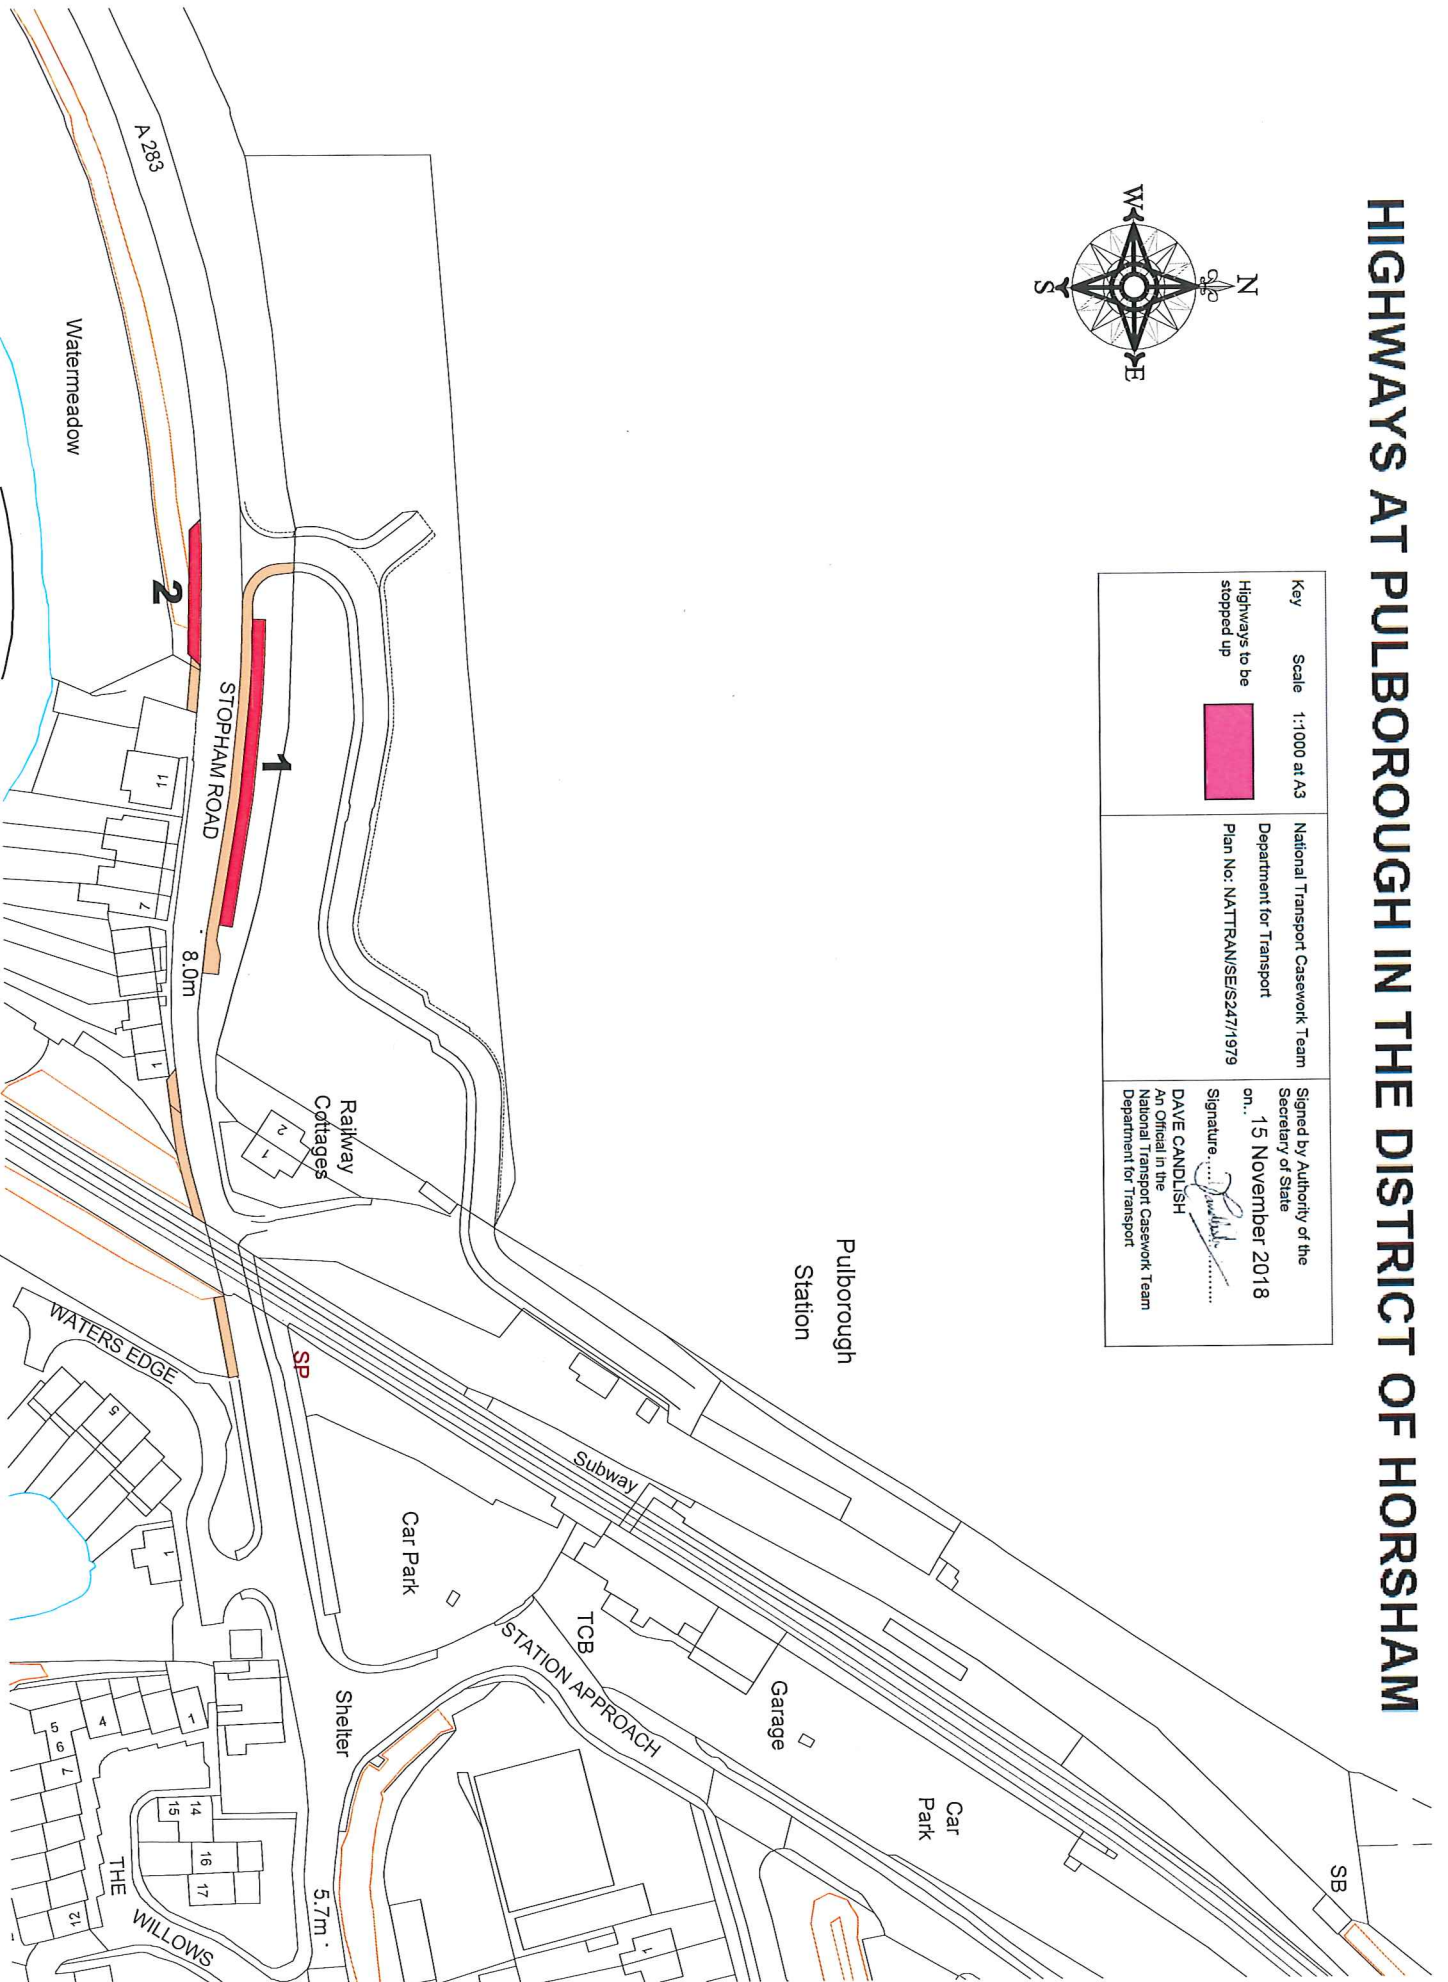 HIGHWAYS AT PULBOROUGH IN THE DISTRICT OF HORSHAM
N
W
E
S
Key Scale 1:1000 at A3
Highways to be
stopped up
National Transport Casework Team
Department for Transport
Plan No: NATTRAN/SE/S247/1979
Signed by Authority of the
Secretary of State
on.. 15 November 2018
Signature
DAVE CANDLISH
An Official in the
National Transport Casework Team
Department for Transport
SB
Pulborough
Station
Car
Park
Garage
TCB
Subway
STATION APPROACH
Car Park
Railway
Cottages
2
1
SP
Shelter
5.7m
1
A 283
1
STOPHAM ROAD
8.0m
2
11
7
1
Watermeadow
WATERS EDGE
5
1
1
4
5
6
7
12
14
15
16
17
THE
WILLOWS